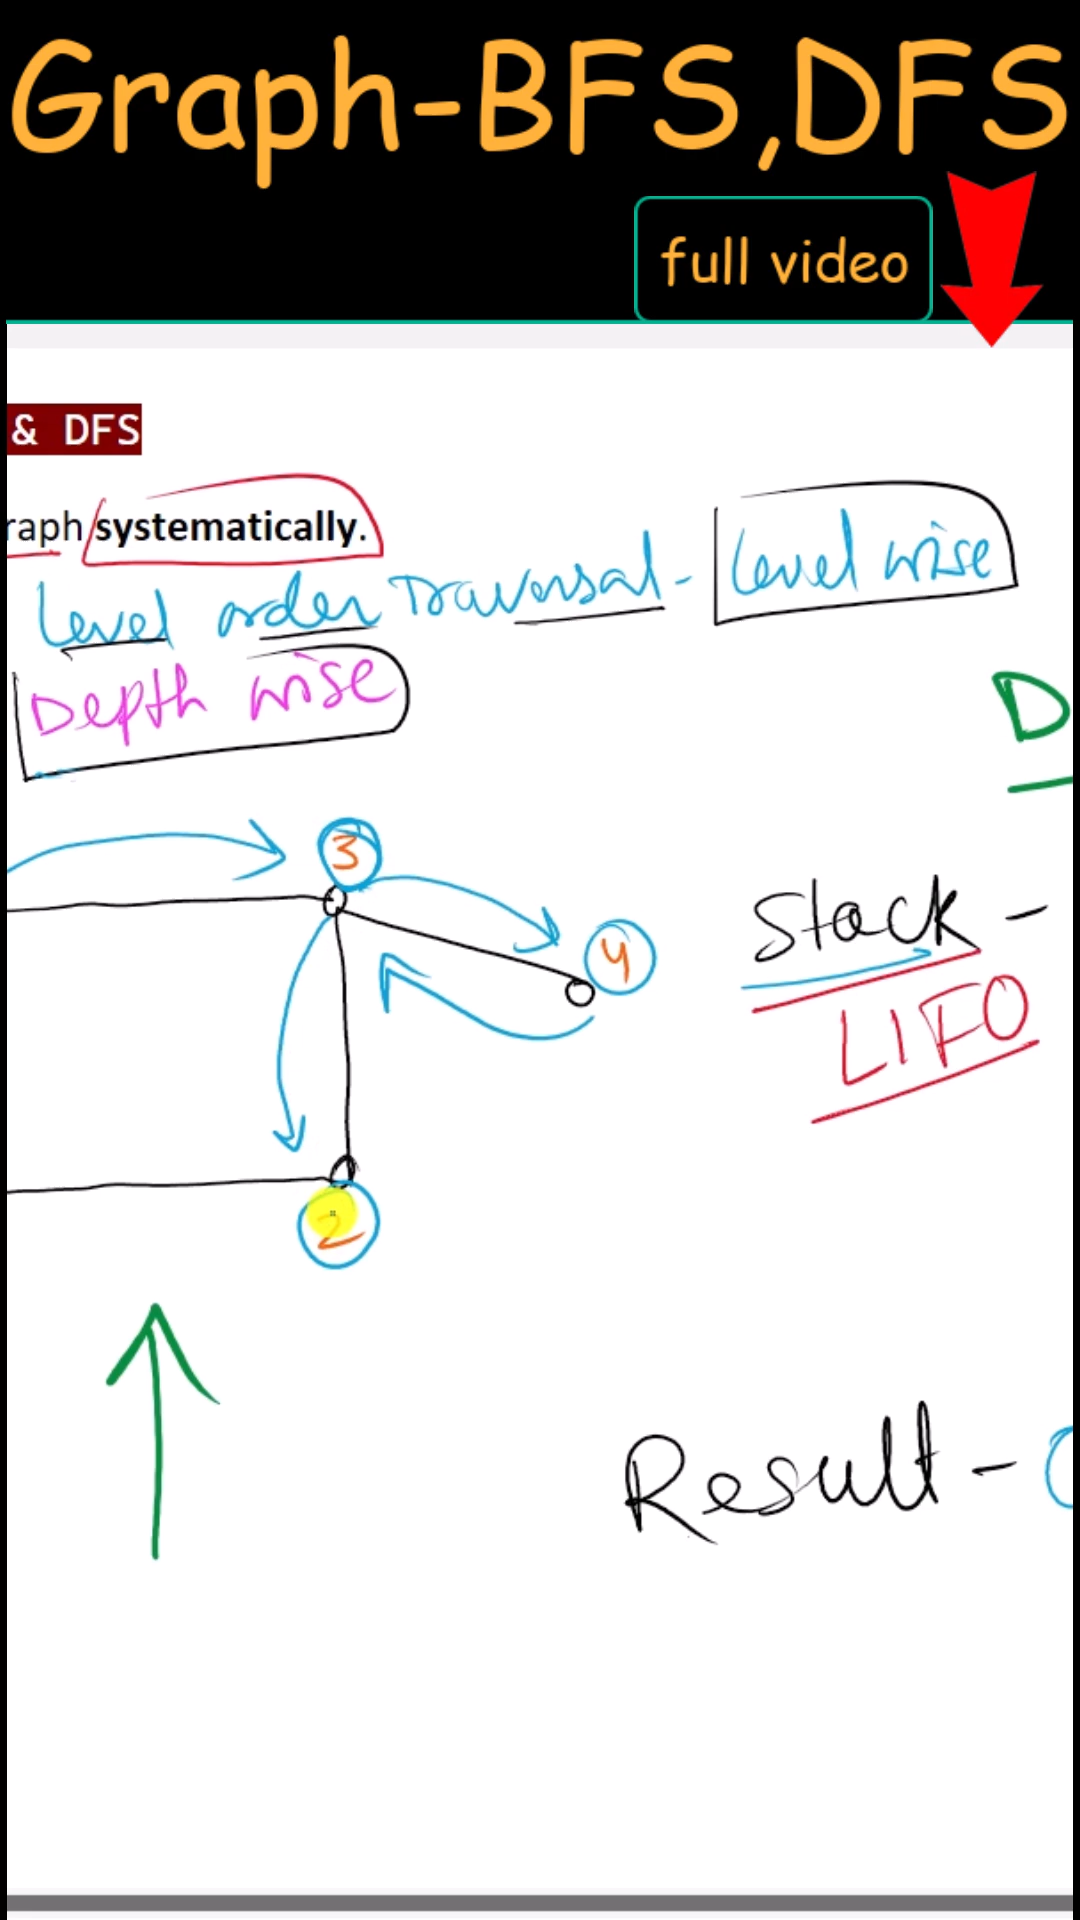 Graph-BFS,DFS
full video
& DFS
raph systematically.
Level order Traversal - Level wise
Depth wise
D
3
4
Stack -
LIFO
2
Result -